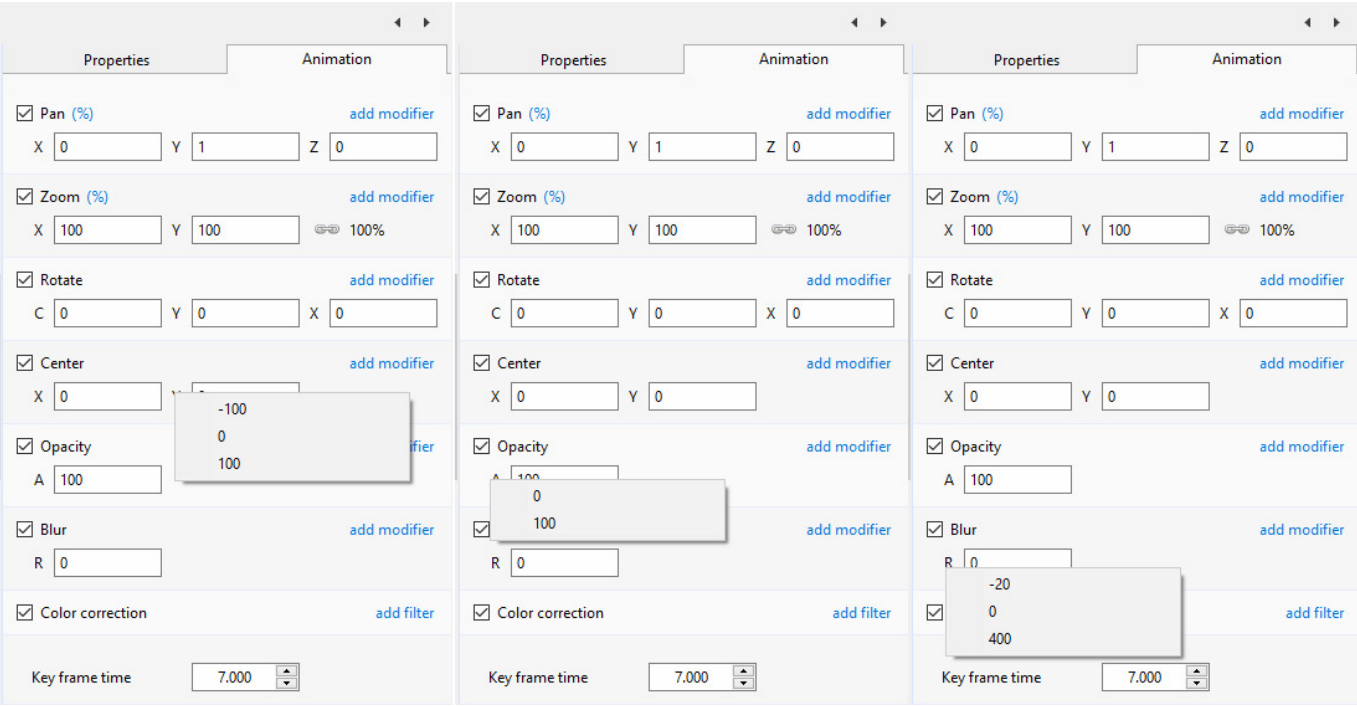 Properties Animation
Pan (%) add modifier
X 0 Y 1 Z 0
Zoom (%) add modifier
X 100 Y 100 100%
Rotate add modifier
C 0 Y 0 X 0
Center add modifier
X 0
-100
0
100
Opacity
A 100
Blur add modifier
R 0
Color correction add filter
Key frame time 7.000
Properties Animation
Pan (%) add modifier
X 0 Y 1 Z 0
Zoom (%) add modifier
X 100 Y 100 100%
Rotate add modifier
C 0 Y 0 X 0
Center add modifier
X 0 Y 0
Opacity add modifier
A 100
0
100
add modifier
R 0
Color correction add filter
Key frame time 7.000
Properties Animation
Pan (%) add modifier
X 0 Y 1 Z 0
Zoom (%) add modifier
X 100 Y 100 100%
Rotate add modifier
C 0 Y 0 X 0
Center add modifier
X 0 Y 0
Opacity add modifier
A 100
Blur add modifier
R 0
-20
0
400
add filter
Key frame time 7.000